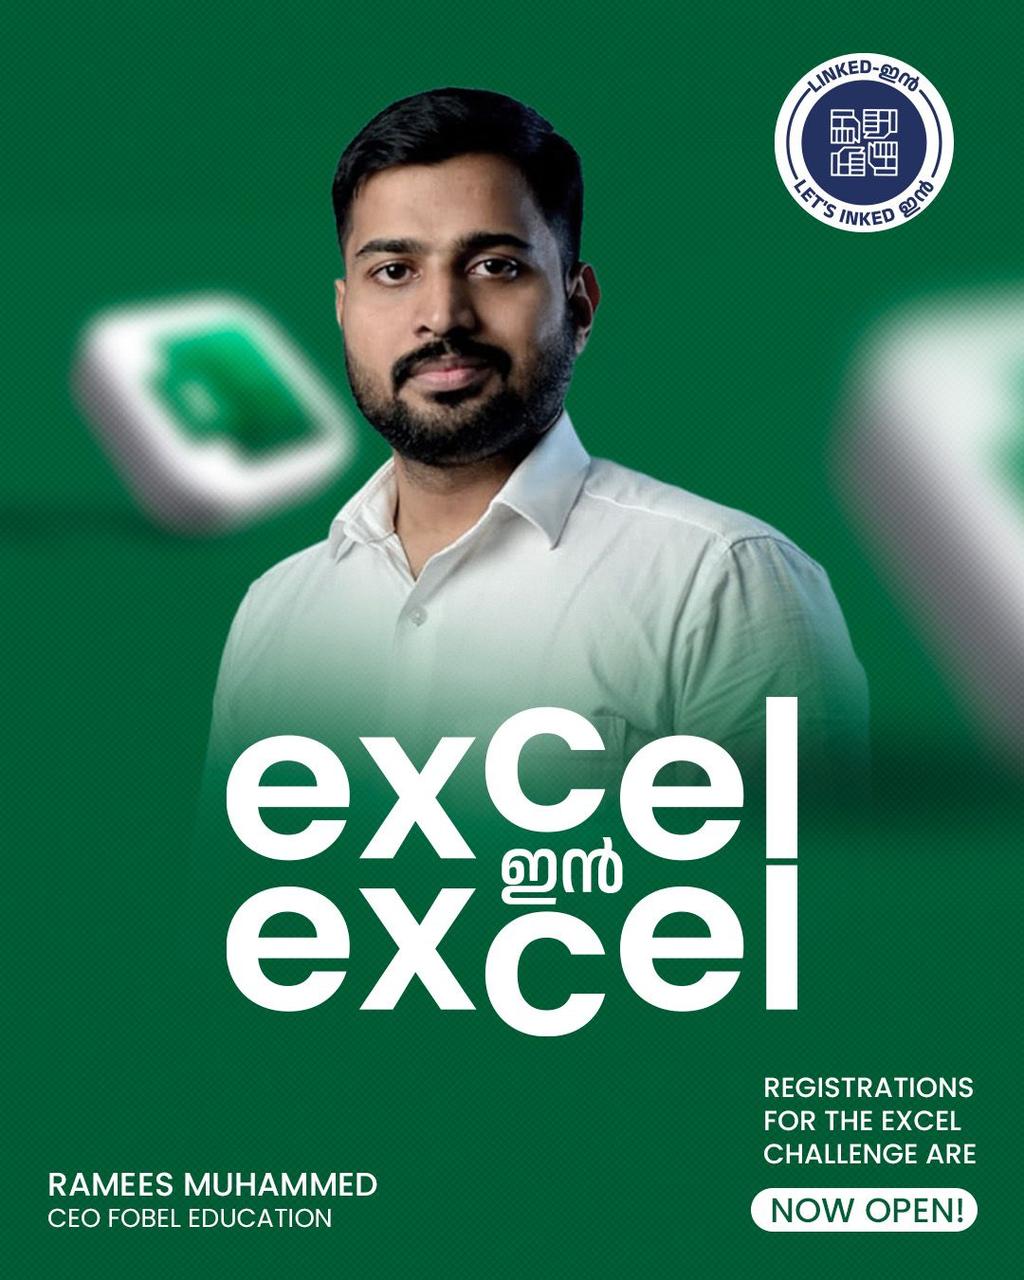 LINKED-ഇൻ
LET'S INKED ഇൻ
excel
ഇൻ
excel
REGISTRATIONS
FOR THE EXCEL
CHALLENGE ARE
NOW OPEN!
RAMEES MUHAMMED
CEO FOBEL EDUCATION